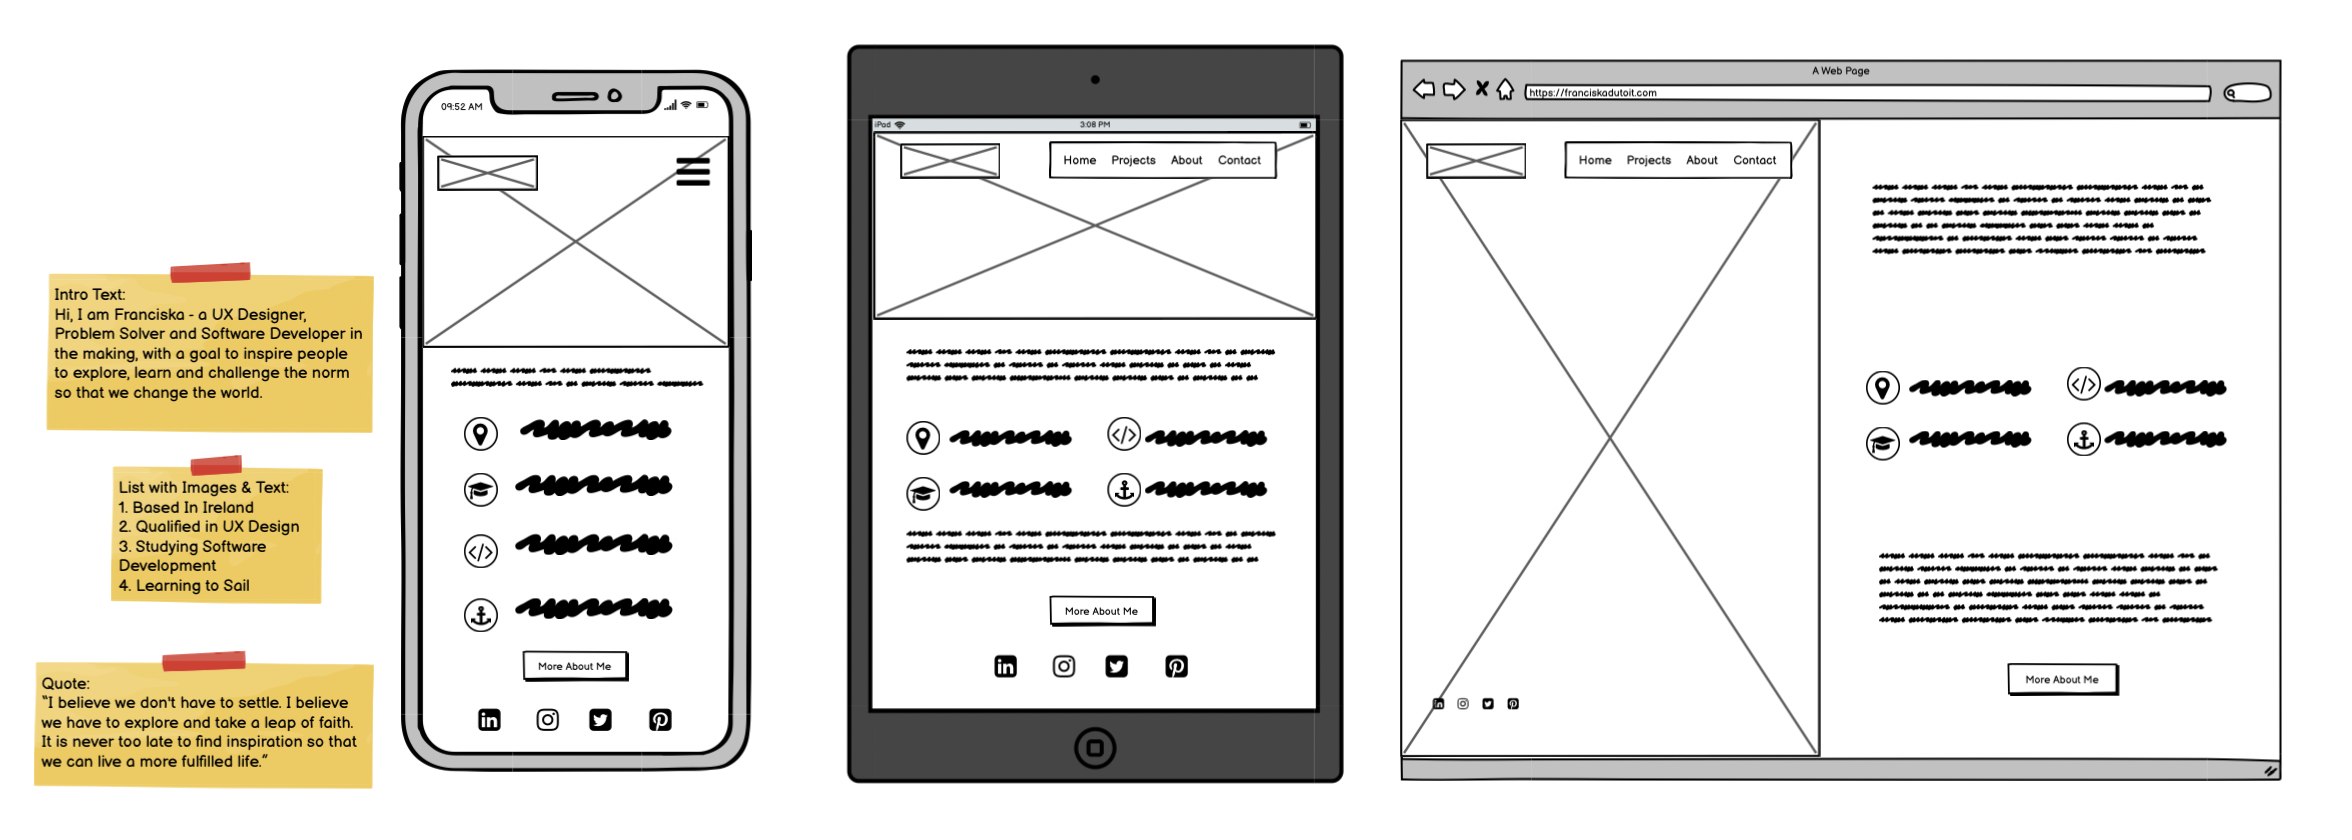 Intro Text:
Hi, I am Franciska - a UX Designer,
Problem Solver and Software Developer in
the making, with a goal to inspire people
to explore, learn and challenge the norm
so that we change the world.
List with Images & Text:
1. Based In Ireland
2. Qualified in UX Design
3. Studying Software
Development
4. Learning to Sail
Quote:
"I believe we don't have to settle. I believe
we have to explore and take a leap of faith.
It is never too late to find inspiration so that
we can live a more fulfilled life."
09:52 AM
More About Me
iPad
3:08 PM
Home Projects About Contact
More About Me
A Web Page
https://franciskadutoit.com
Home Projects About Contact
More About Me